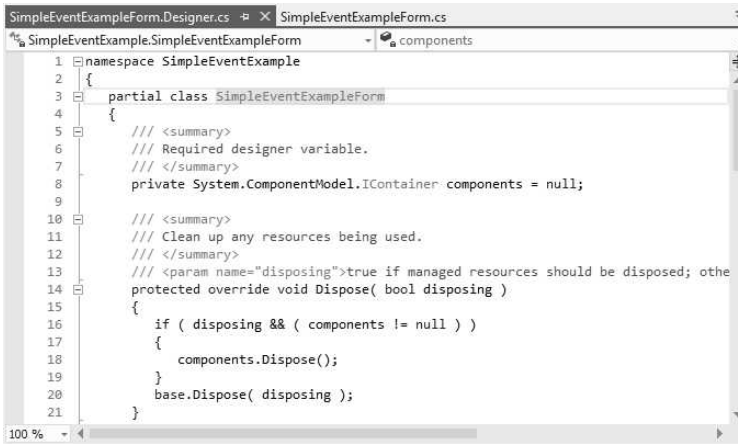 SimpleEventExampleForm.Designer.cs SimpleEventExampleForm.cs
SimpleEventExample.SimpleEventExampleForm components
1 namespace SimpleEventExample
2 {
3 partial class SimpleEventExampleForm
4 {
5 /// <summary>
6 /// Required designer variable.
7 /// </summary>
8 private System.ComponentModel.IContainer components = null;
9
10 /// <summary>
11 /// Clean up any resources being used.
12 /// </summary>
13 /// <param name="disposing">true if managed resources should be disposed; othe
14 protected override void Dispose( bool disposing )
15 {
16 if ( disposing && ( components != null ) )
17 {
18 components.Dispose();
19 }
20 base.Dispose( disposing );
21 }
100 %